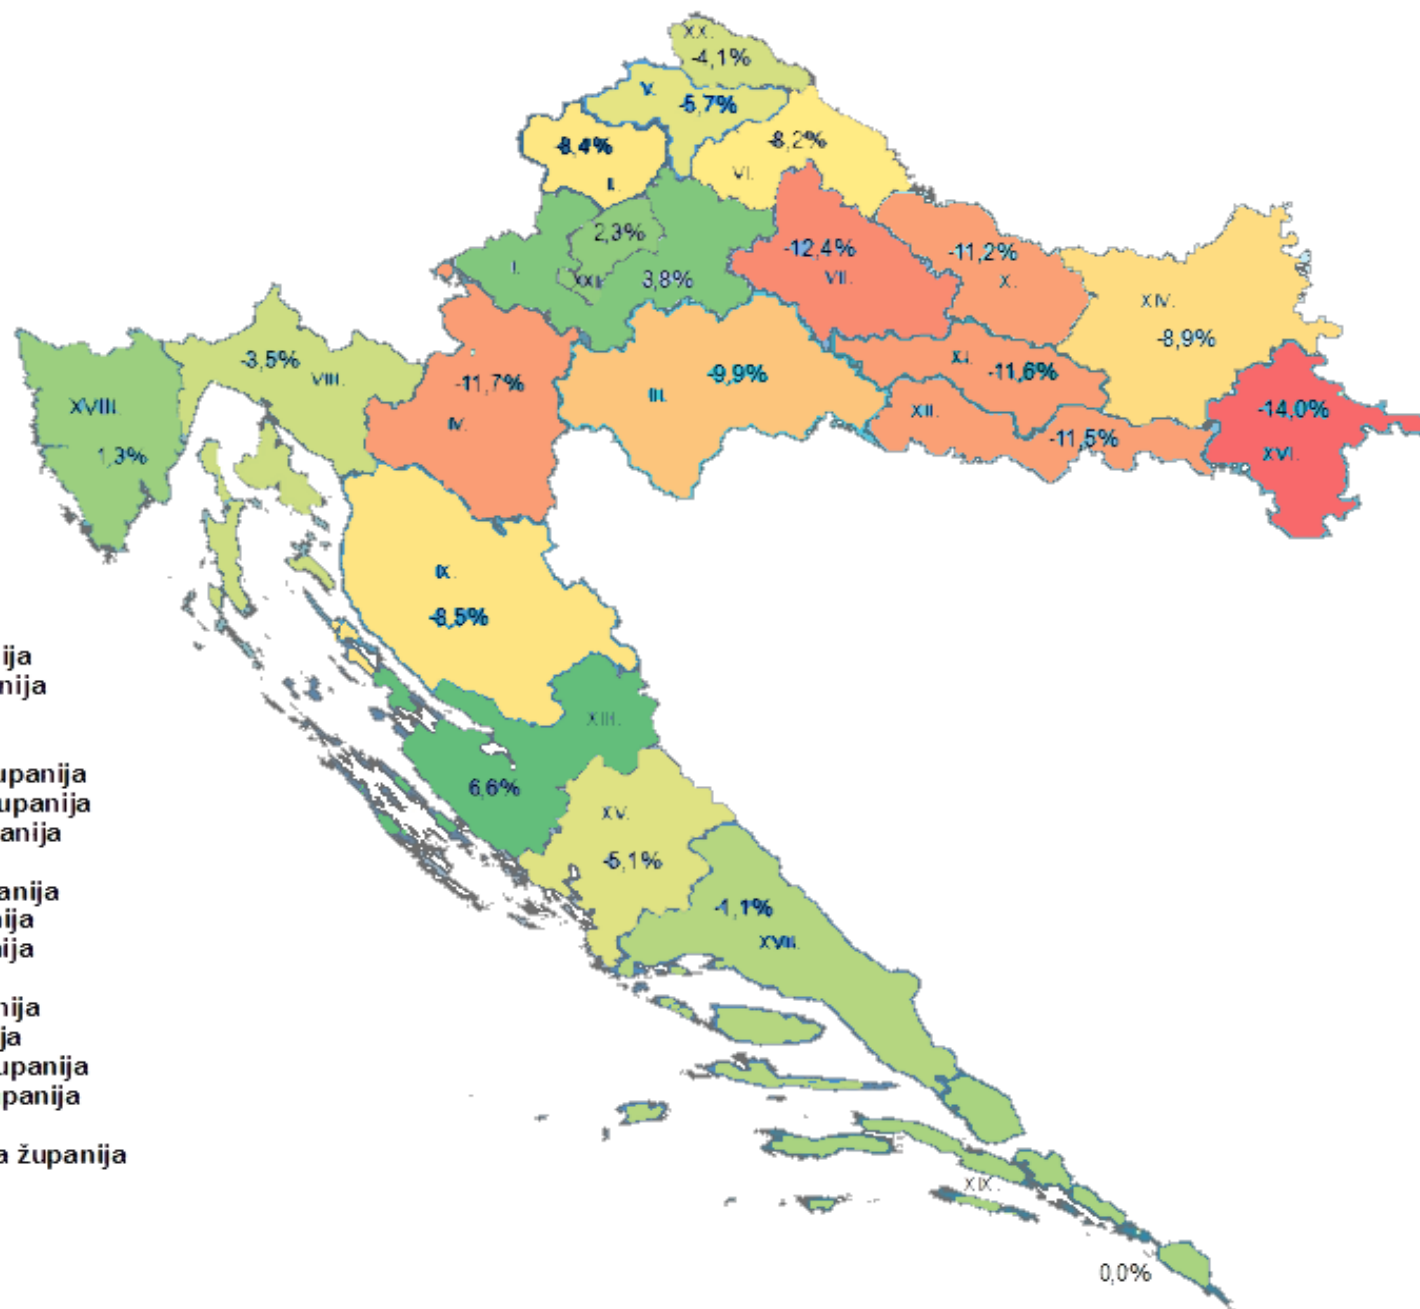 XX.
-4,1%
V.
-5,7%
-8,4%
II.
-8,2%
VI.
2,3%
I.
XXI.
3,8%
-12,4%
VII.
-11,2%
X.
XIV.
-8,9%
-3,5%
VIII.
XVIII.
1,3%
-11,7%
IV.
-9,9%
III.
XI.
-11,6%
XII.
-11,5%
-14,0%
XVI.
IX.
-8,5%
XIII.
6,6%
XV.
-5,1%
-1,1%
XVII.
XIX.
0,0%
ija
nija
upanija
upanija
anija
anija
nija
nija
nija
ija
upanija
panija
a županija